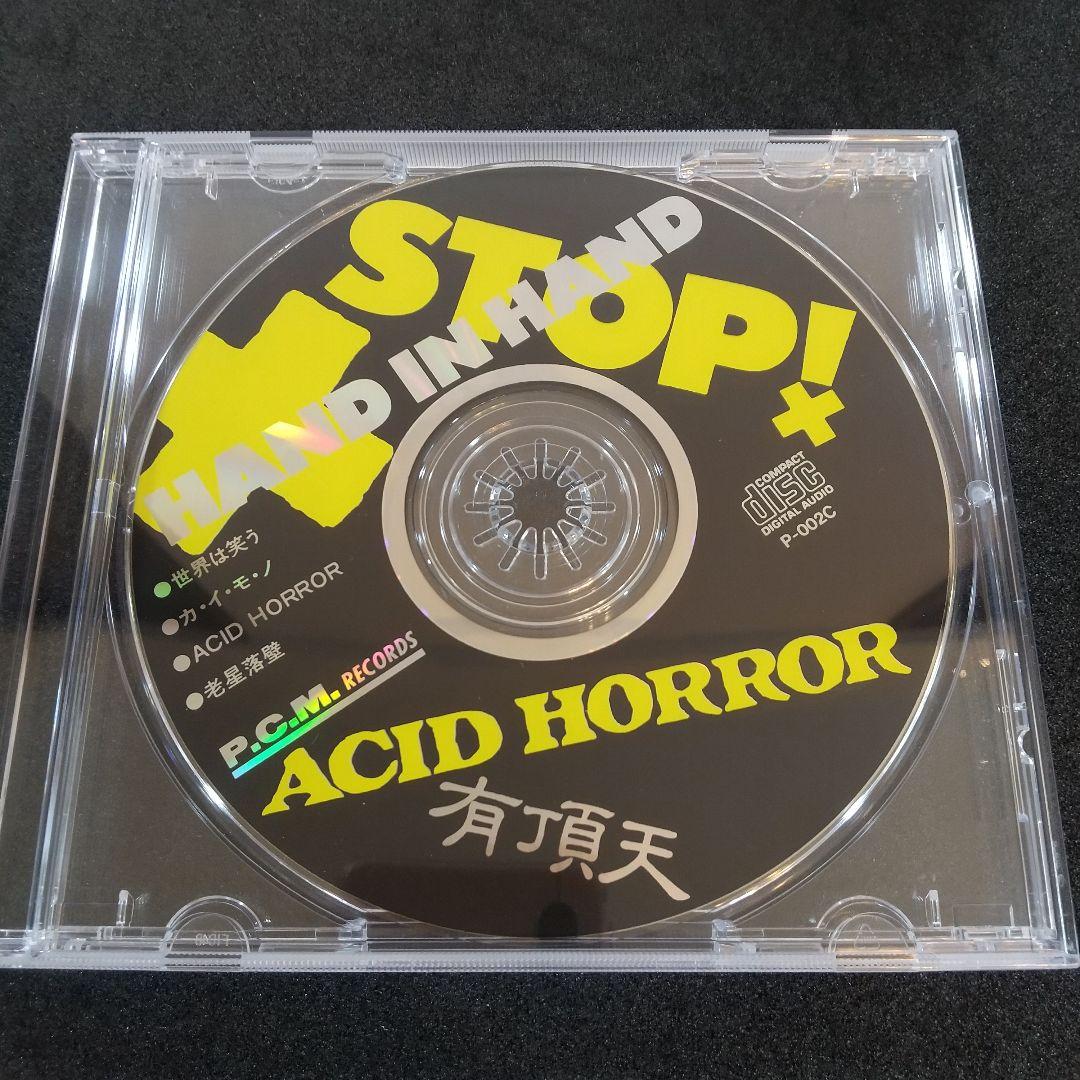 STOP!
HAND IN HAND
COMPACT
disc
DIGITAL AUDIO
P-002C
●世界は笑う
●カ・イ・モ・ノ
●ACID HORROR
●老星落壁
P.C.M. RECORDS
ACID HORROR
有頂天